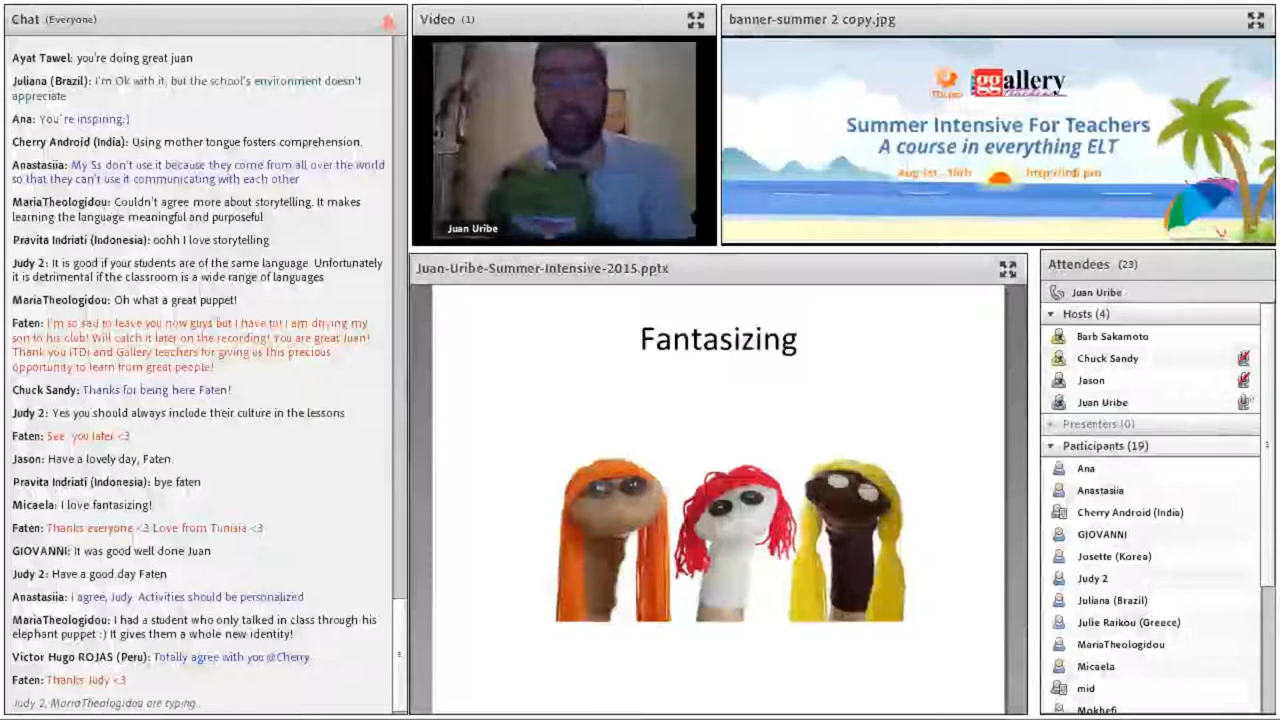 Chat (Everyone)
Ayat Tawel: you're doing great juan
Juliana (Brazil): I'm Ok with it, but the school's environment doesn't
appreciate
Ana: You're inspiring:)
Cherry Android (India): Using mother tongue fosters comprehension.
Anastasiia: My Ss don't use it because they come from all over the world
so that they can't use it communicating with each other
MariaTheologidou: Couldn't agree more about storytelling. It makes
learning the language meaningful and purposeful
Pravita Indriati (Indonesia): oohh I love storytelling
Judy 2: It is good if your students are of the same language. Unfortunately
it is detrimental if the classroom is a wide range of languages
MariaTheologidou: Oh what a great puppet!
Faten: I'm so sad to leave you now guys but I have to! I am driving my
son to the club. Will catch it later on the recording! You are great Juan!
Thank you iTDi and Gallery teachers for giving us this precious
opportunity to learn from great people!
Chuck Sandy: Thanks for being here Faten!
Judy 2: Yes you should always include their culture in the lessons
Faten: See you later <3
Jason: Have a lovely day, Faten.
Pravita Indriati (Indonesia): bye faten
Micaela: I love fantasizing!
Faten: Thanks everyone <3 Love from Tunisia <3
GIOVANNI: It was good well done Juan
Judy 2: Have a good day Faten
Anastasiia: I agree, Judy. Activities should be personalized
MariaTheologidou: I had a student who only talked in class through his
elephant puppet :) It gives them a whole new identity!
Victor Hugo ROJAS (Peru): Totally agree with you @Cherry
Faten: Thanks Judy <3
Judy 2, MariaTheologidou are typing..
Video (1)
Juan Uribe
banner-summer 2 copy.jpg
ggallery
teachers
Summer Intensive For Teachers
A course in everything ELT
Aug 1st - 16th http://itdi.pro
Juan-Uribe-Summer-Intensive-2015.pptx
Fantasizing
Attendees (23)
Juan Uribe
Hosts (4)
Barb Sakamoto
Chuck Sandy
Jason
Juan Uribe
Presenters (0)
Participants (19)
Ana
Anastasiia
Cherry Android (India)
GIOVANNI
Josette (Korea)
Judy 2
Juliana (Brazil)
Julie Raikou (Greece)
MariaTheologidou
Micaela
mid
Mokhefi